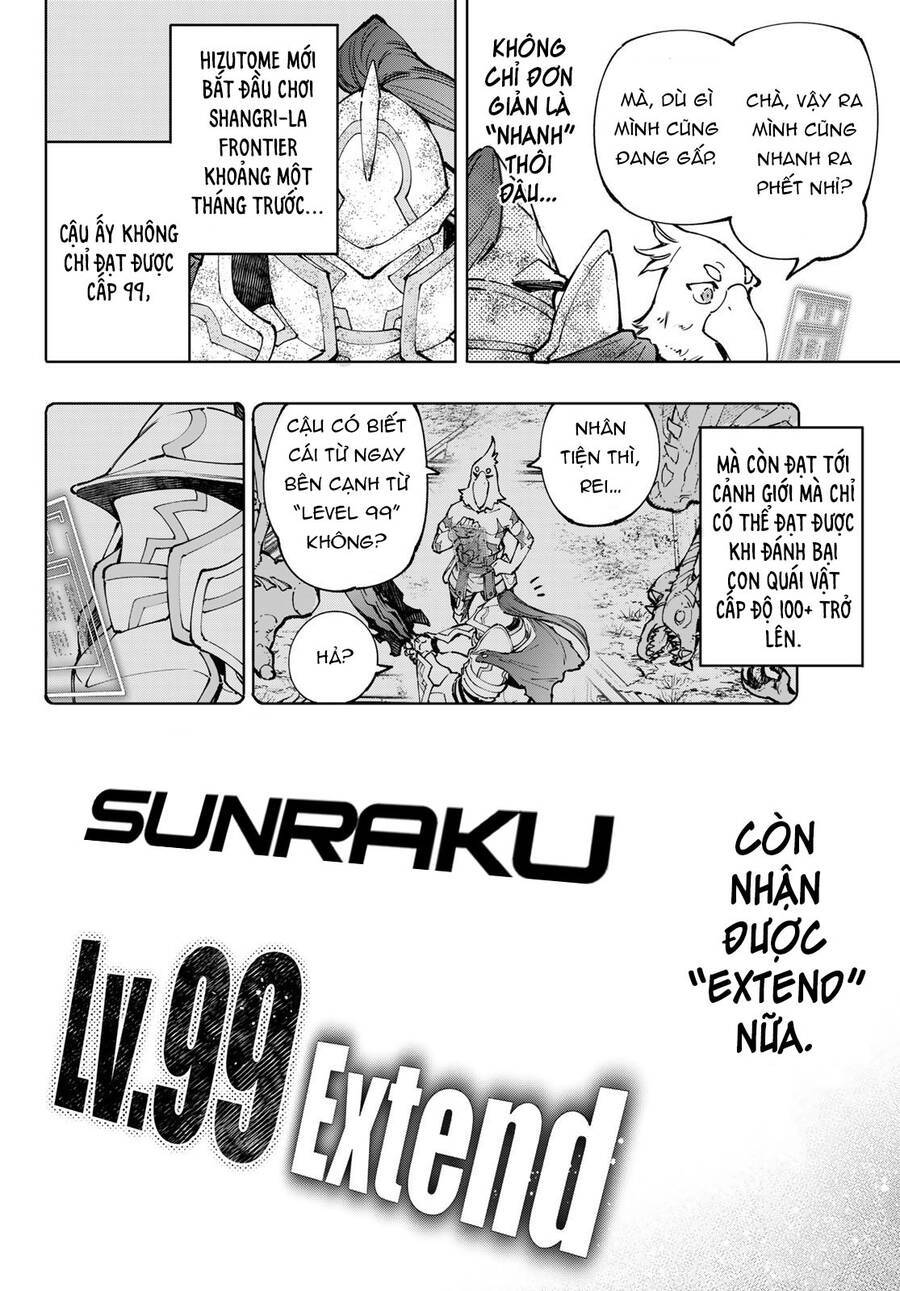 CHÀ, VẬY RA
MÌNH CŨNG
NHANH RA
PHẾT NHỈ?
MÀ, DÙ GÌ
MÌNH CŨNG
ĐANG GẤP.
KHÔNG
CHỈ ĐƠN
GIẢN LÀ
“NHANH”
THÔI
ĐÂU...
HIZUTOME MỚI
BẮT ĐẦU CHƠI
SHANGRI-LA
FRONTIER
KHOẢNG MỘT
THÁNG TRƯỚC...
CẬU ẤY KHÔNG
CHỈ ĐẠT ĐƯỢC
CẤP 99,
MÀ CÒN ĐẠT TỚI
CẢNH GIỚI MÀ CHỈ
CÓ THỂ ĐẠT ĐƯỢC
KHI ĐÁNH BẠI
CON QUÁI VẬT
CẤP ĐỘ 100+ TRỞ
LÊN.
NHÂN
TIỆN THÌ,
REI...
CẬU CÓ BIẾT
CÁI TỪ NGAY
BÊN CẠNH TỪ
“LEVEL 99”
KHÔNG?
HẢ?
CÒN
NHẬN
ĐƯỢC
“EXTEND”
NỮA.
SUNRAKU
Lv.99
Extend